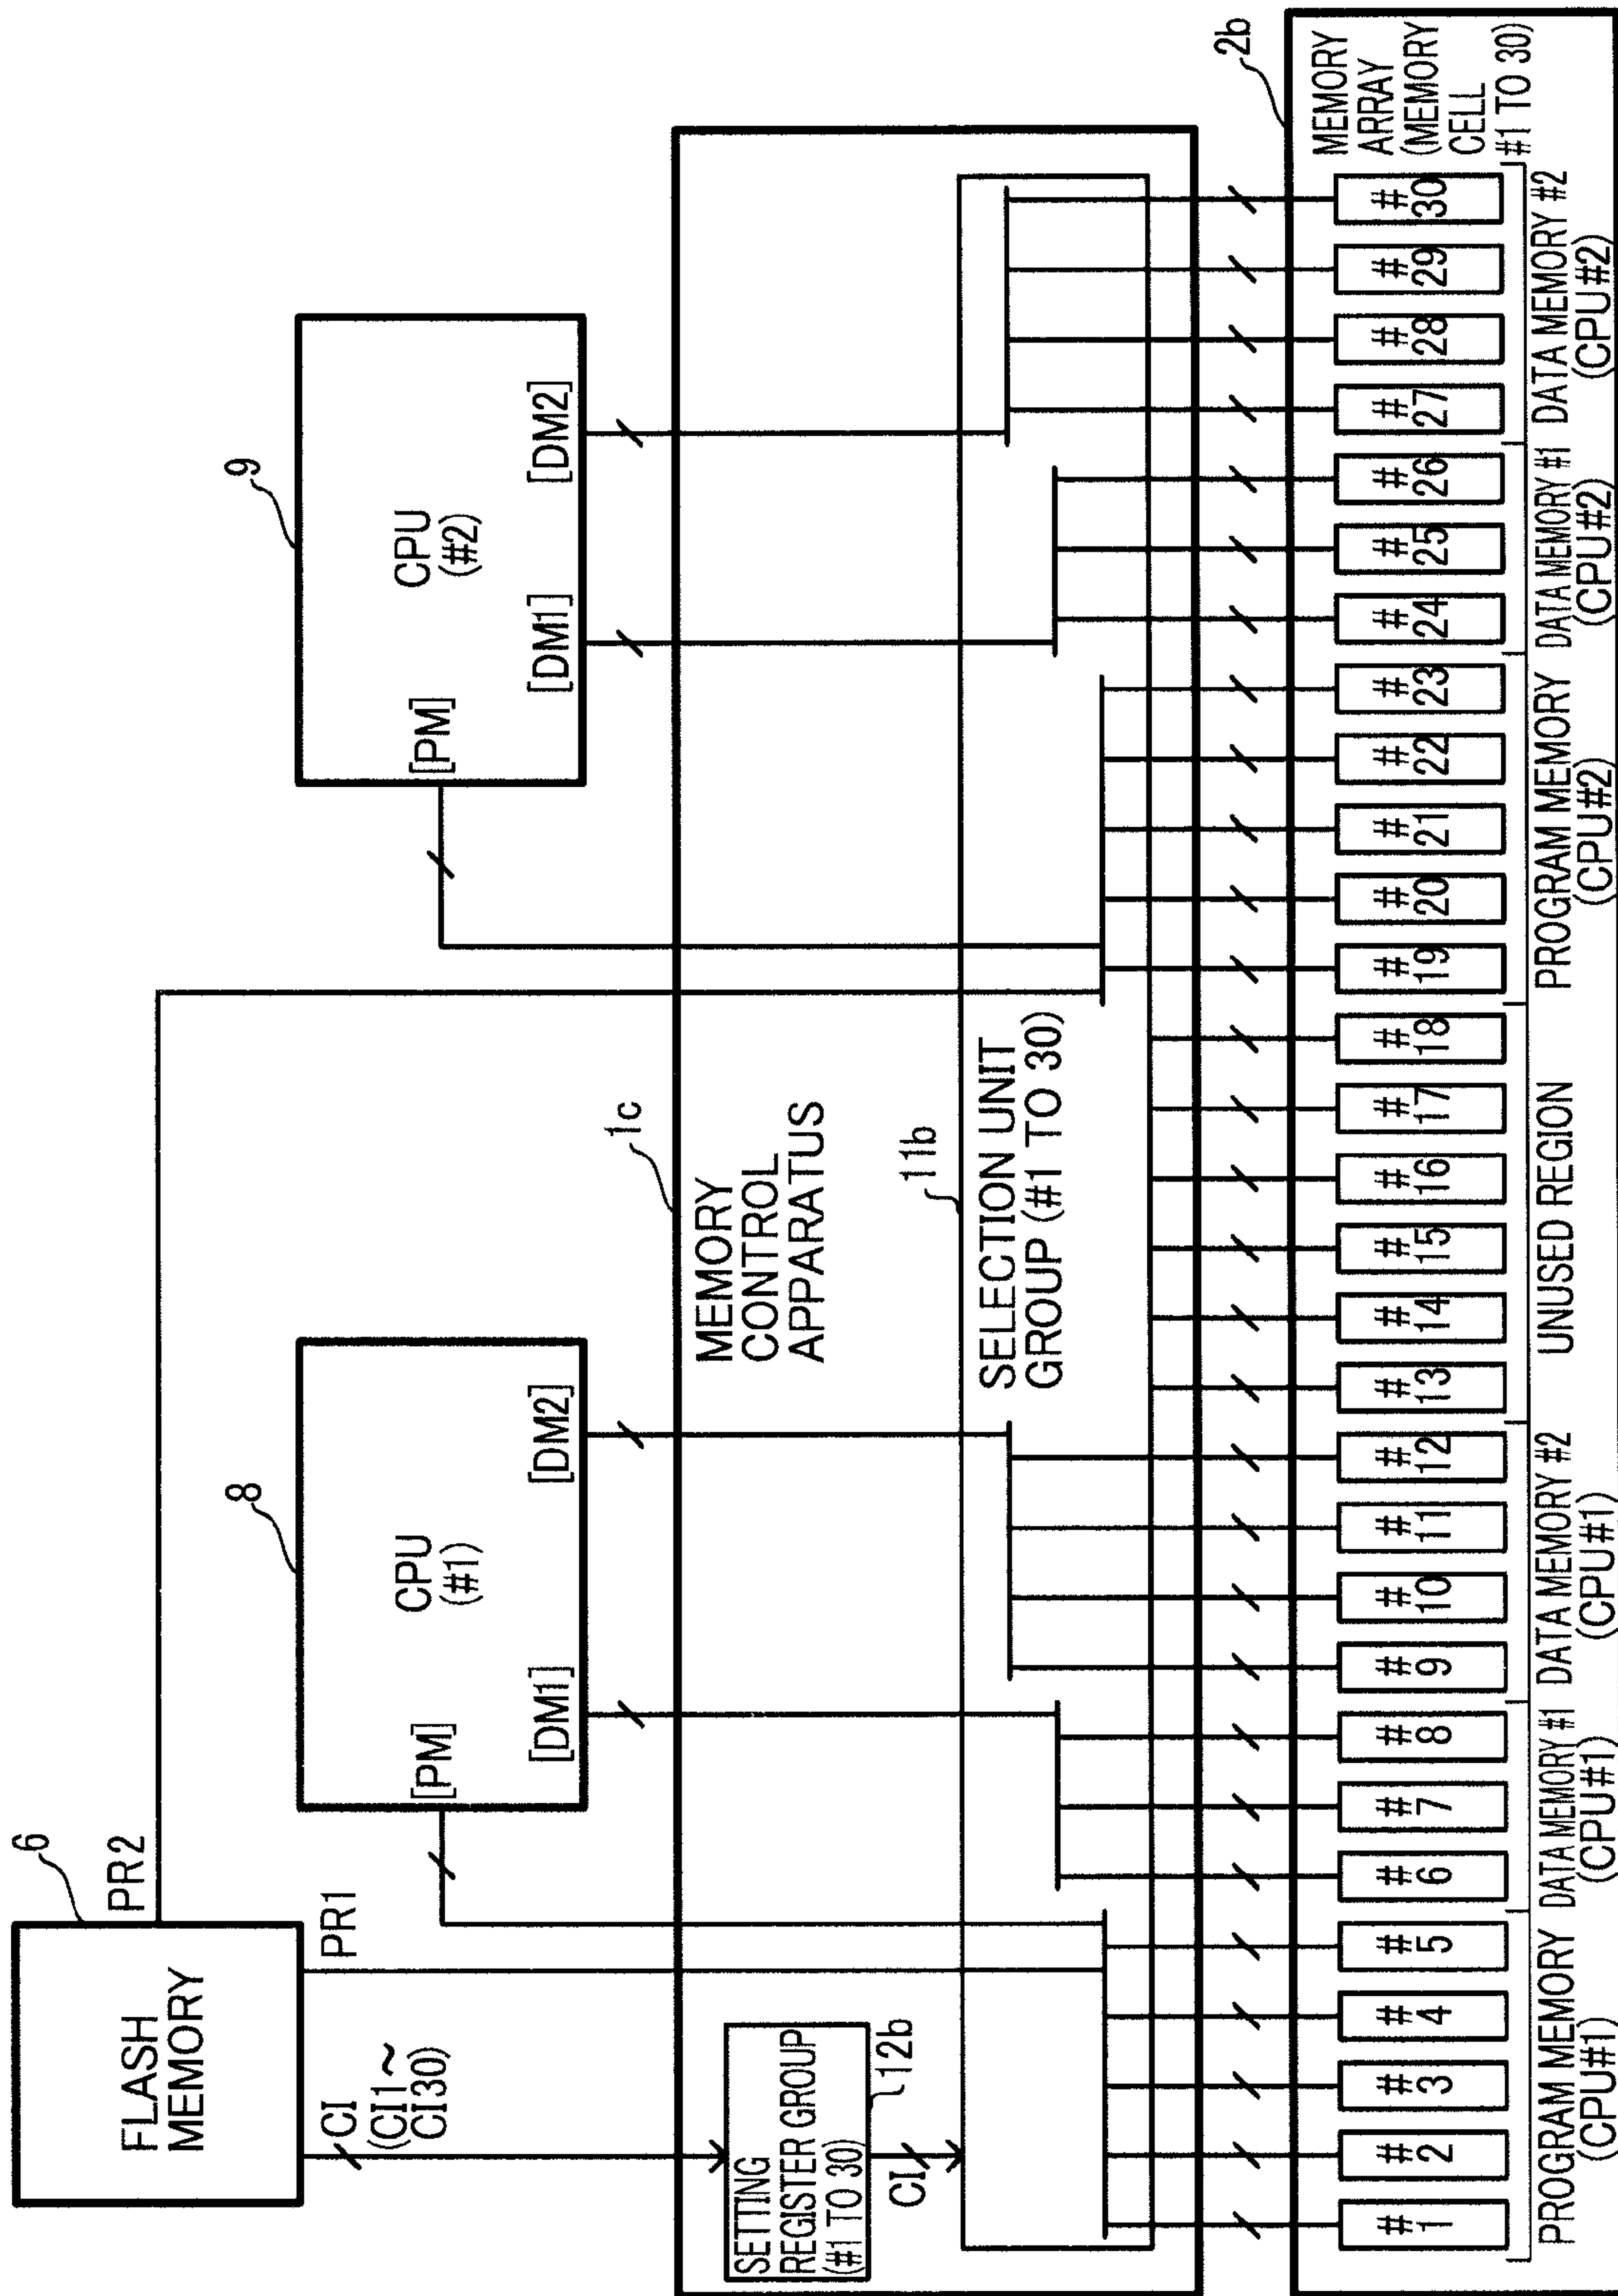 6
FLASH
MEMORY
PR2
PR1
CI
(CI1~
CI30)
8
CPU
(#1)
[PM]
[DM1]
[DM2]
9
CPU
(#2)
[PM]
[DM1]
[DM2]
1c
MEMORY
CONTROL
APPARATUS
SETTING
REGISTER GROUP
(#1 TO 30)
12b
CI
11b
SELECTION UNIT
GROUP (#1 TO 30)
2b
MEMORY
ARRAY
(MEMORY
CELL
#1 TO 30)
#
1
#
2
#
3
#
4
#
5
#
6
#
7
#
8
#
9
#
10
#
11
#
12
#
13
#
14
#
15
#
16
#
17
#
18
#
19
#
20
#
21
#
22
#
23
#
24
#
25
#
26
#
27
#
28
#
29
#
30
PROGRAM MEMORY
(CPU#1)
DATA MEMORY #1
(CPU#1)
DATA MEMORY #2
(CPU#1)
UNUSED REGION
PROGRAM MEMORY
(CPU#2)
DATA MEMORY #1
(CPU#2)
DATA MEMORY #2
(CPU#2)